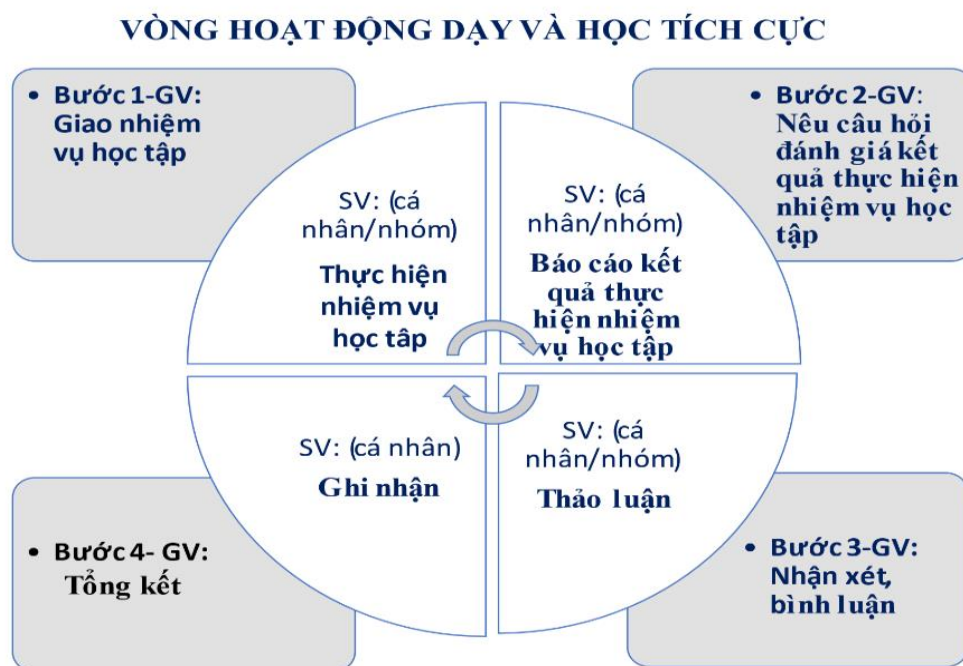 VÒNG HOẠT ĐỘNG DẠY VÀ HỌC TÍCH CỰC
• Bước 1-GV:
Giao nhiệm
vụ học tập
SV: (cá
nhân/nhóm)
Thực hiện
nhiệm vụ
học tâp
• Bước 2-GV:
Nêu câu hỏi
đánh giá kết
quả thực hiện
nhiệm vụ học
tập
SV: (cá
nhân/nhóm)
Báo cáo kết
quả thực
hiện nhiệm
vụ học tập
SV: (cá nhân)
Ghi nhận
SV: (cá
nhân/nhóm)
Thảo luận
• Bước 4- GV:
Tổng kết
• Bước 3-GV:
Nhận xét,
bình luận